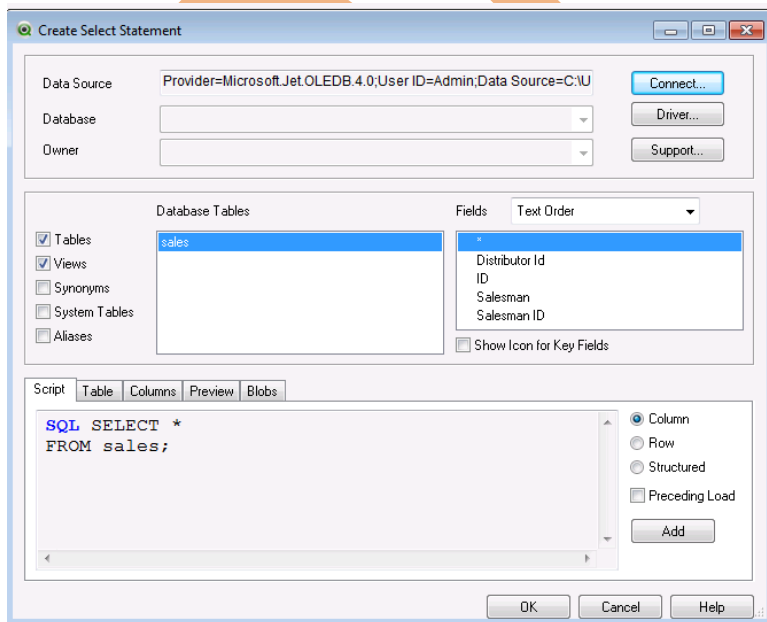 Create Select Statement
Data Source Provider=Microsoft.Jet.OLEDB.4.0;User ID=Admin;Data Source=C:\U Connect...
Database Driver...
Owner Support...
Database Tables Fields Text Order
Tables sales *
Views Distributor Id
Synonyms ID
System Tables Salesman
Aliases Salesman ID
Show Icon for Key Fields
Script Table Columns Preview Blobs
SQL SELECT * Column
FROM sales; Row
Structured
Preceding Load
Add
OK Cancel Help